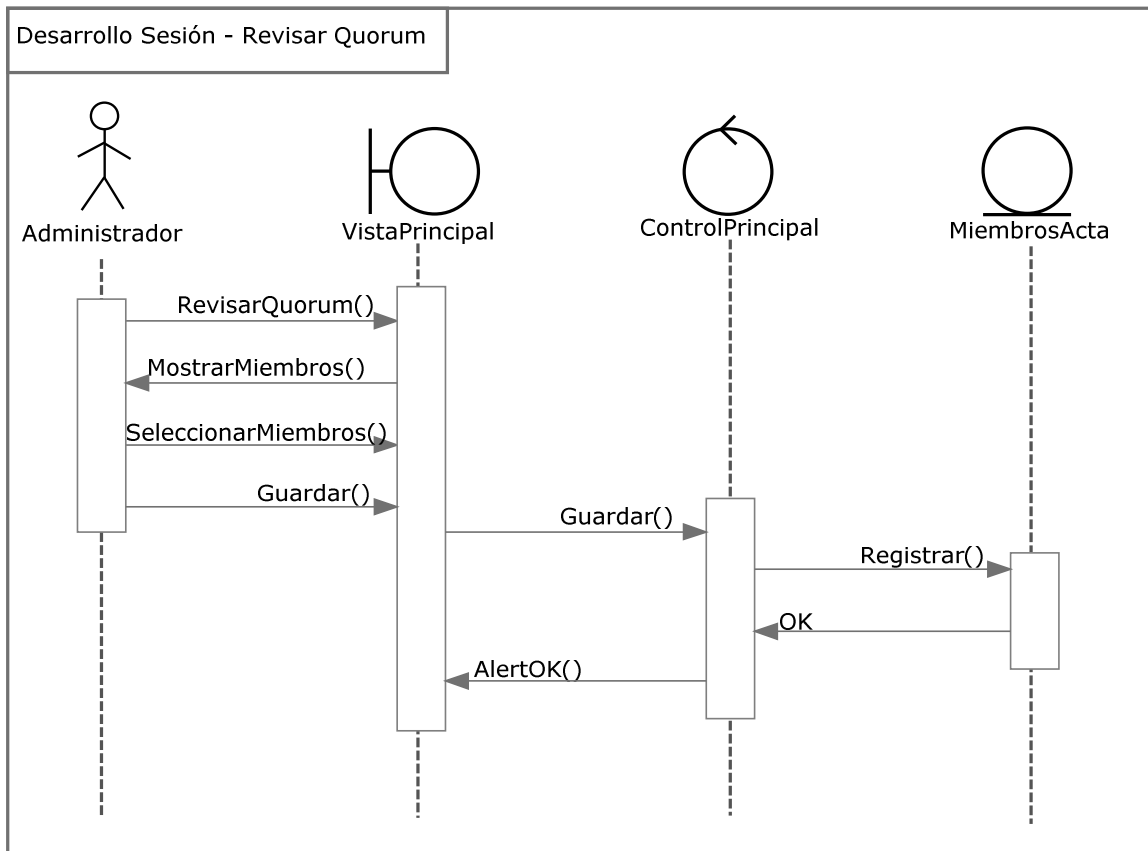 Desarrollo Sesión - Revisar Quorum
Administrador
VistaPrincipal
ControlPrincipal
MiembrosActa
RevisarQuorum()
MostrarMiembros()
SeleccionarMiembros()
Guardar()
Guardar()
Registrar()
OK
AlertOK()